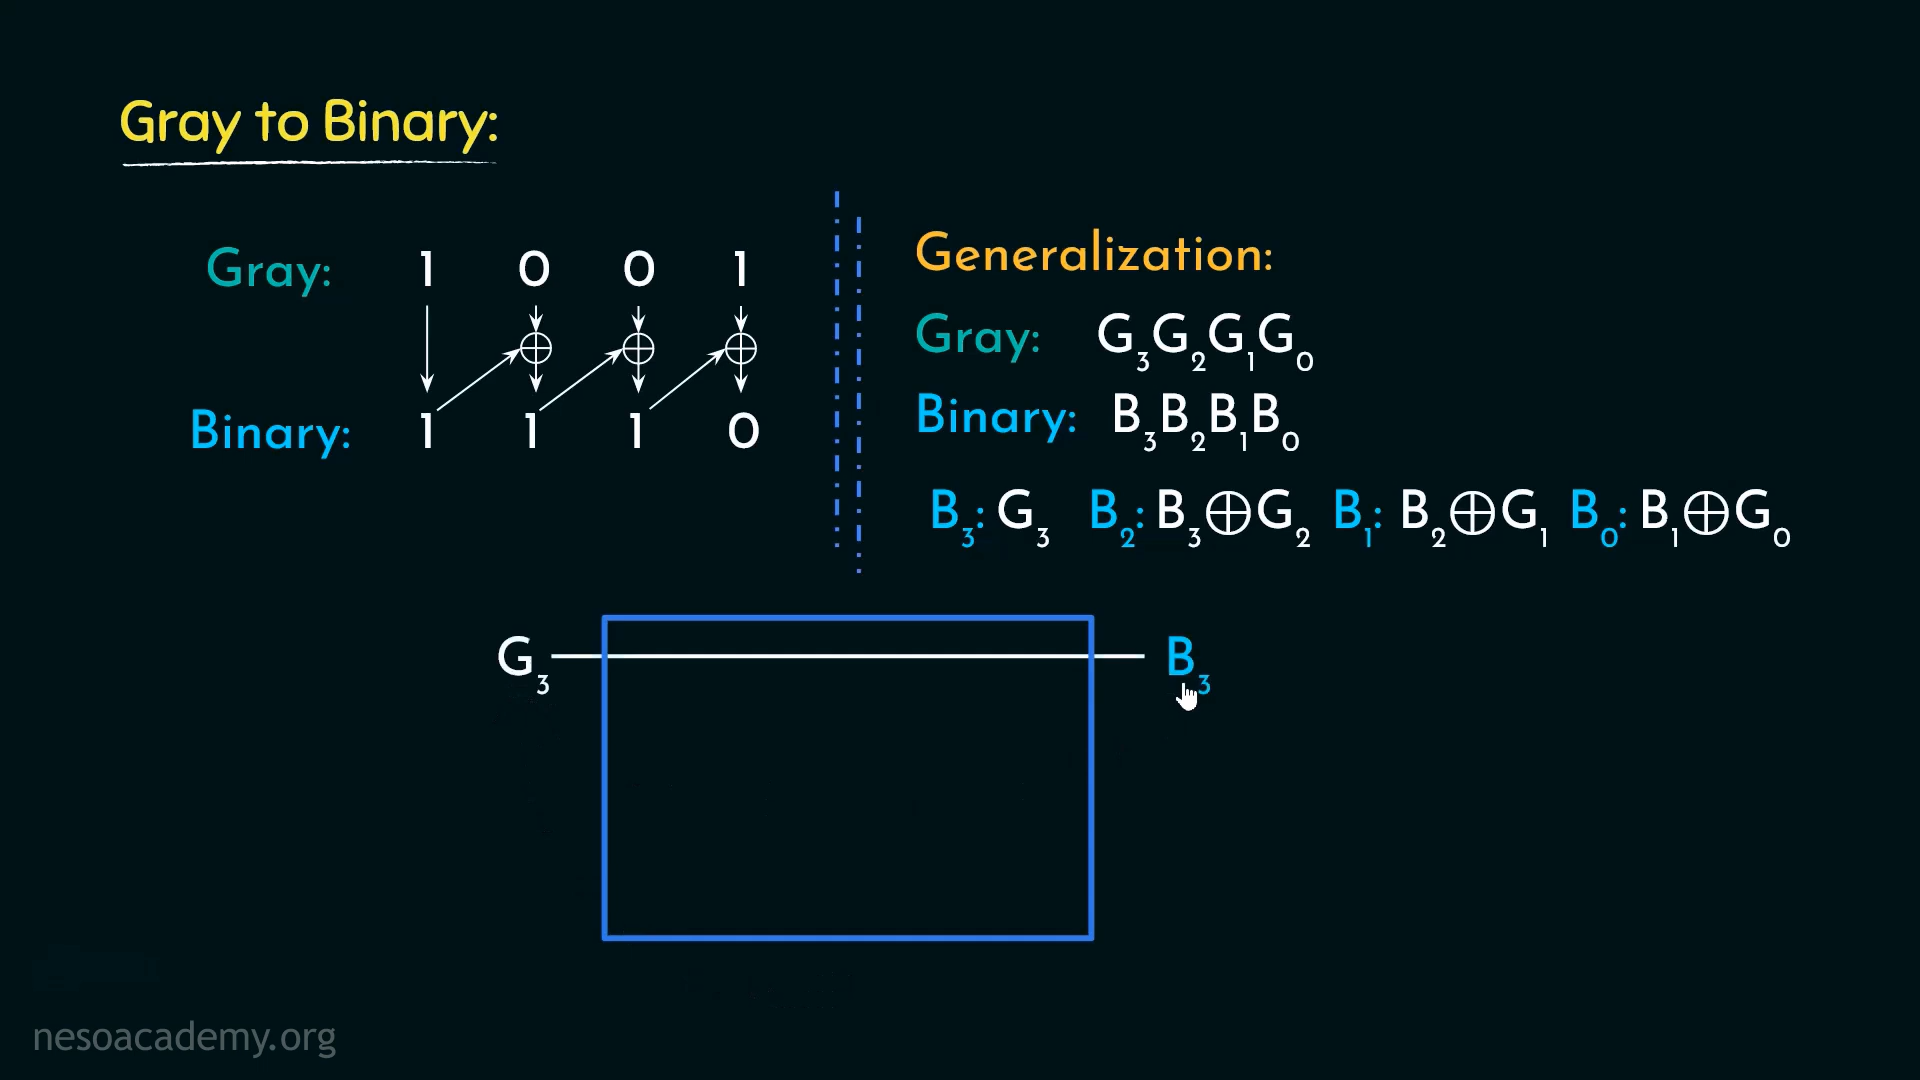 Gray to Binary:
Gray: 1 0 0 1
Binary: 1 1 1 0
Generalization:
Gray: G₃G₂G₁G₀
Binary: B₃B₂B₁B₀
B₃: G₃ B₂: B₃⊕G₂ B₁: B₂⊕G₁ B₀: B₁⊕G₀
G₃ B₃
nesoacademy.org